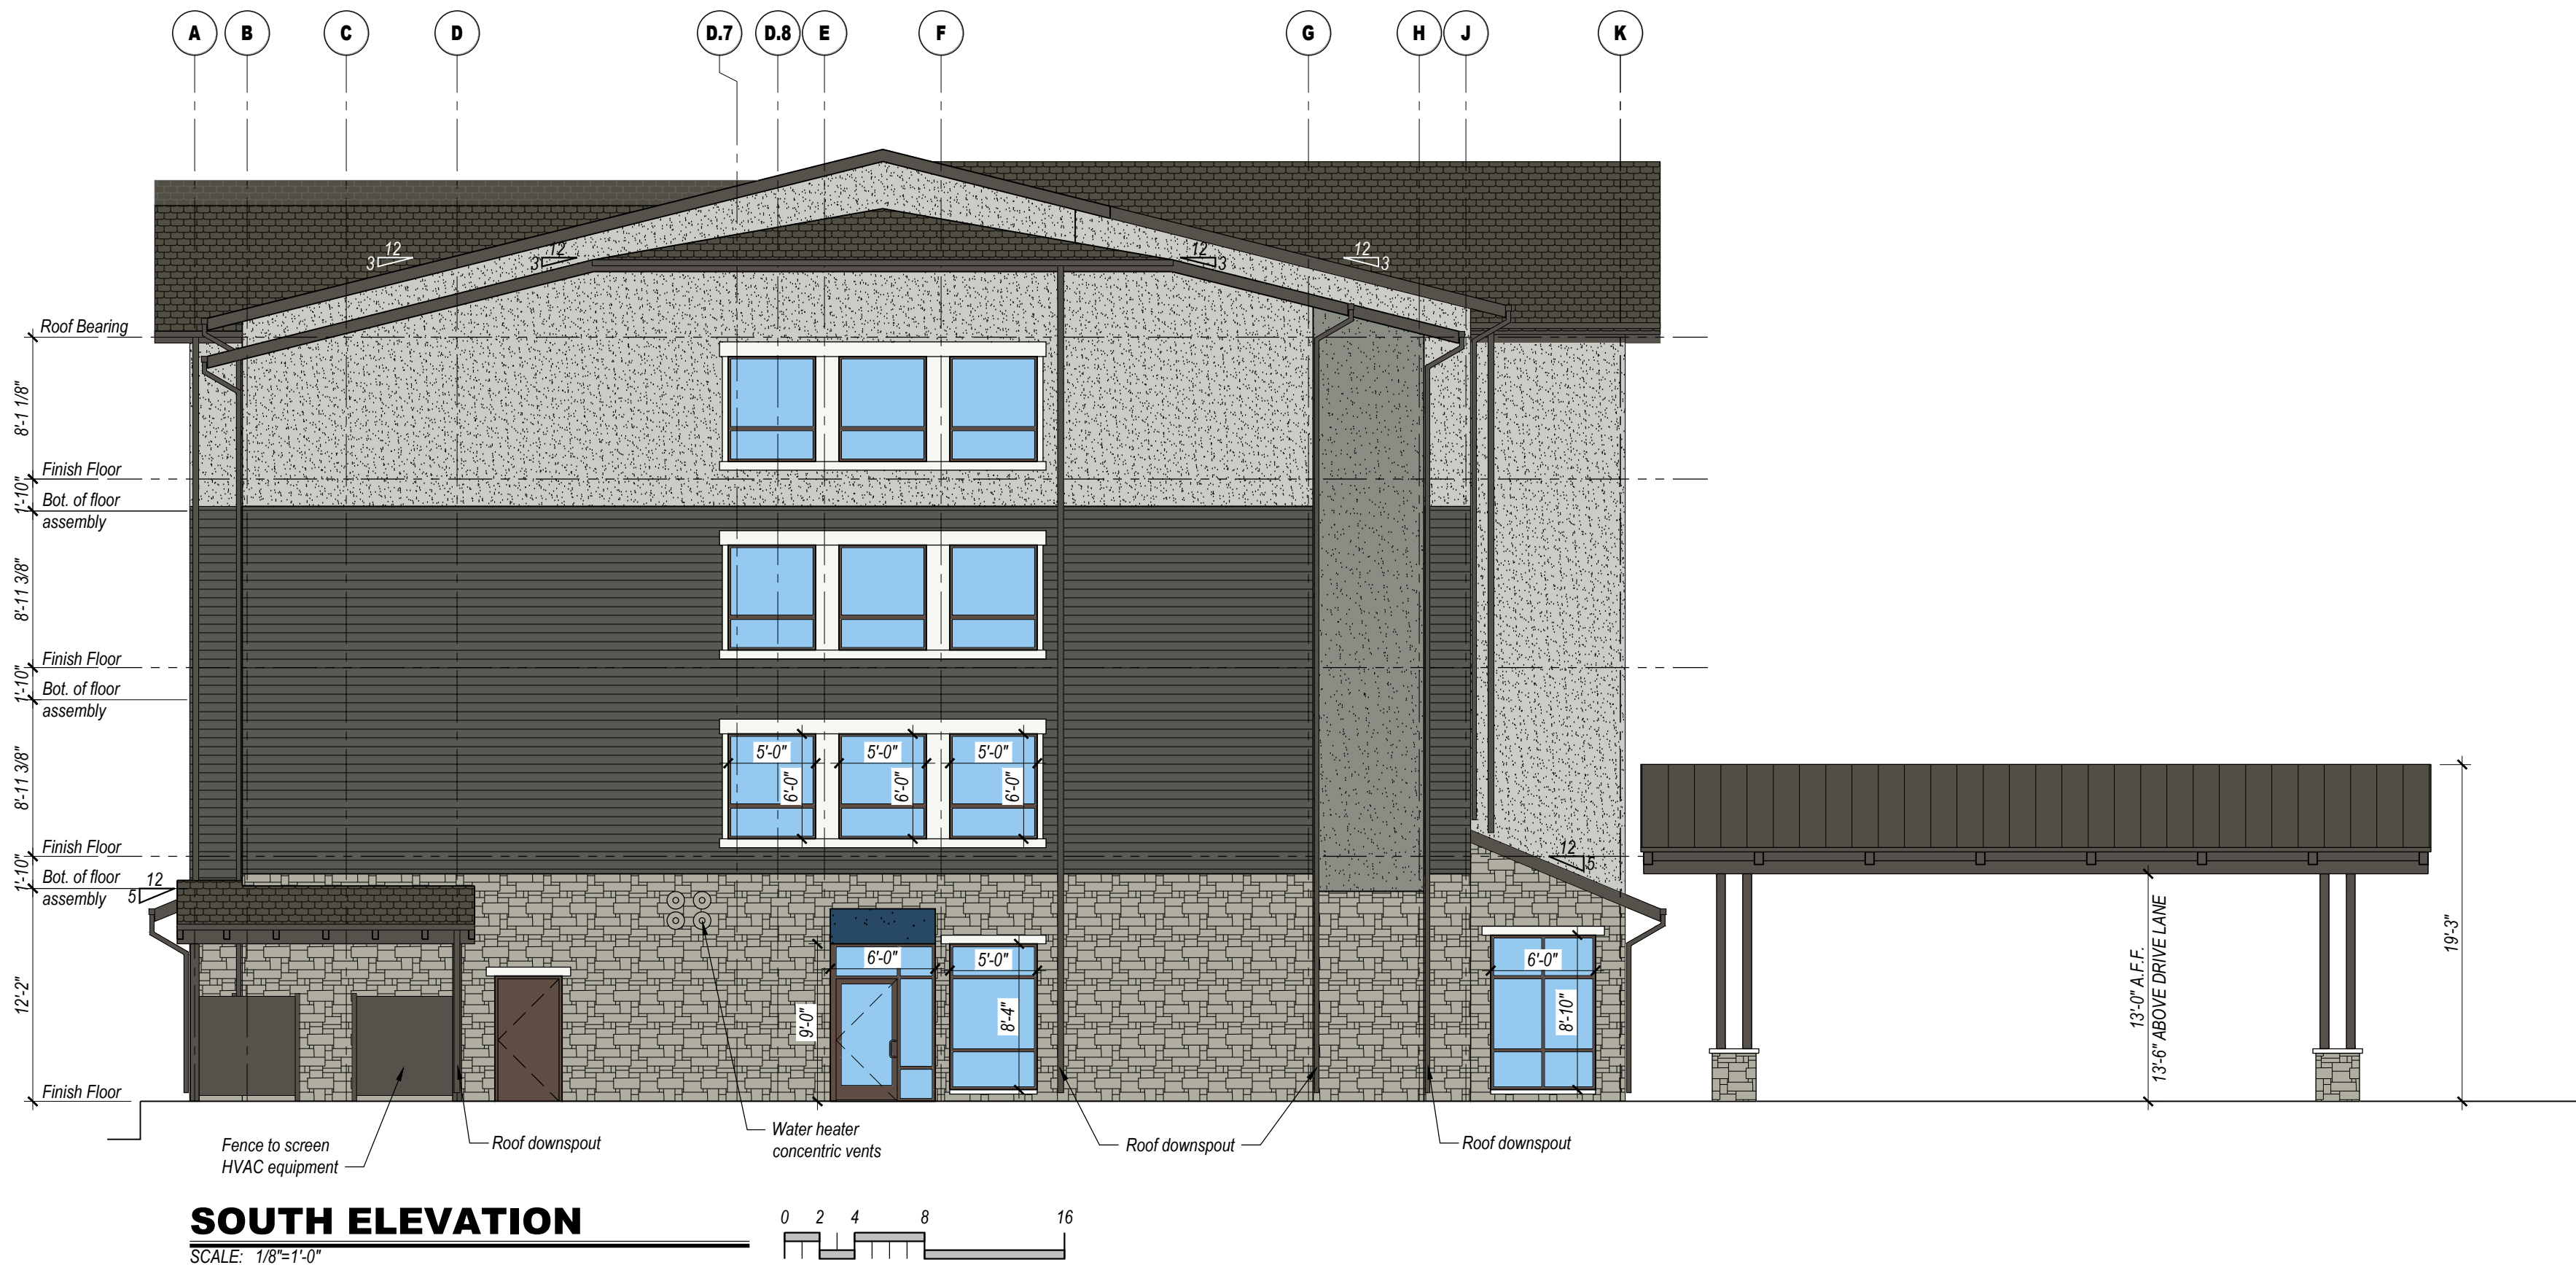 A B C D D.7 D.8 E F G H J K
12
3
12
3
12
3
12
3
Roof Bearing
8'-1 1/8"
Finish Floor
1'-10"
Bot. of floor
assembly
8'-11 3/8"
Finish Floor
1'-10"
Bot. of floor
assembly
8'-11 3/8"
5'-0" 5'-0" 5'-0"
6'-0" 6'-0" 6'-0"
Finish Floor
1'-10"
Bot. of floor
assembly
12
5
12
5
12'-2"
Finish Floor
9'-0"
6'-0"
5'-0"
8'-4"
6'-0"
8'-10"
13'-0" A.F.F.
13'-6" ABOVE DRIVE LANE
19'-3"
Fence to screen
HVAC equipment
Roof downspout
Water heater
concentric vents
Roof downspout
Roof downspout
SOUTH ELEVATION
SCALE: 1/8"=1'-0"
0 2 4 8 16